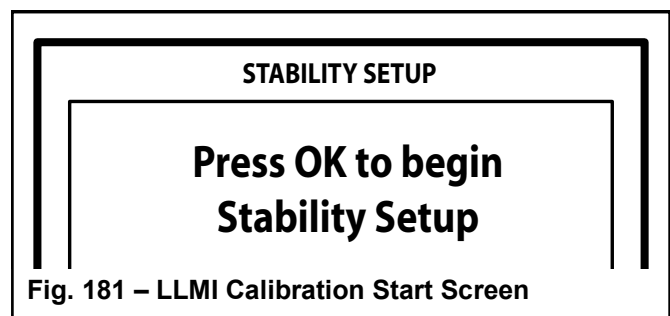 STABILITY SETUP
Press OK to begin
Stability Setup
Fig. 181 – LLMI Calibration Start Screen